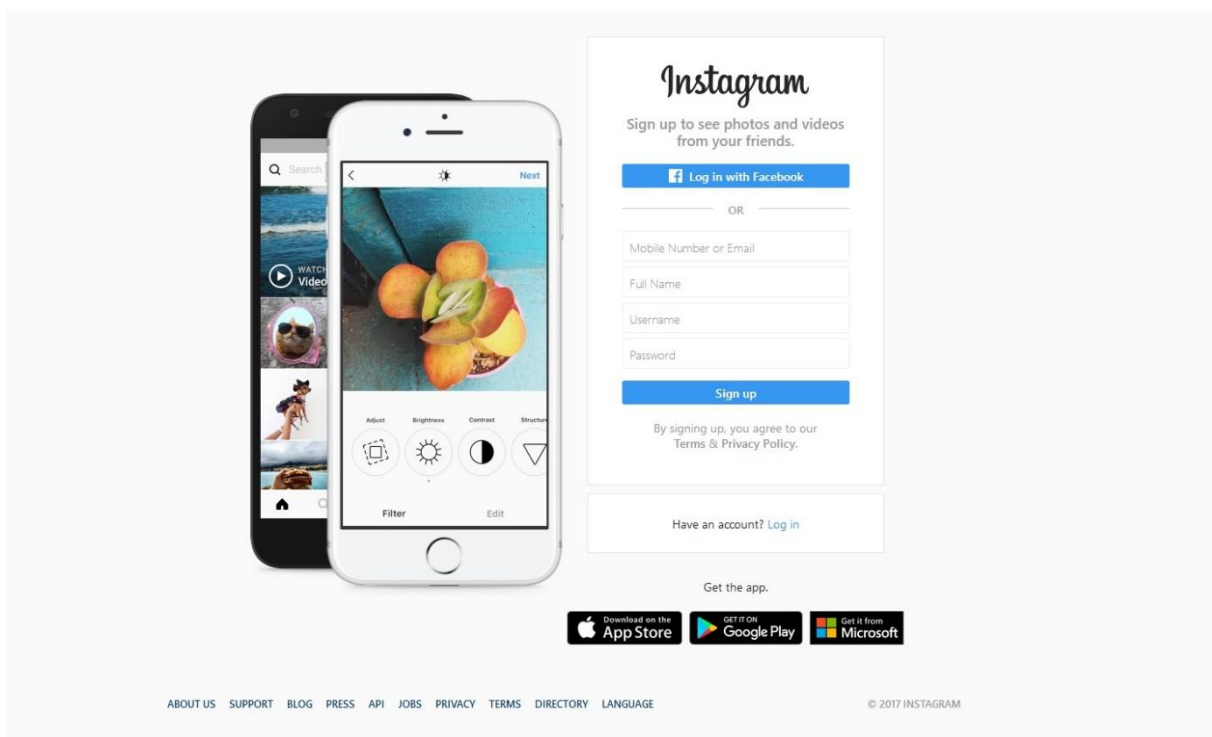 Instagram
Sign up to see photos and videos
from your friends.
Log in with Facebook
OR
Mobile Number or Email
Full Name
Username
Password
Sign up
By signing up, you agree to our
Terms & Privacy Policy.
Have an account? Log in
Get the app.
Download on the
App Store
GET IT ON
Google Play
Get it from
Microsoft
Search
WATCH
Video
Next
Adjust Brightness Contrast Structure
Filter Edit
ABOUT US SUPPORT BLOG PRESS API JOBS PRIVACY TERMS DIRECTORY LANGUAGE
© 2017 INSTAGRAM